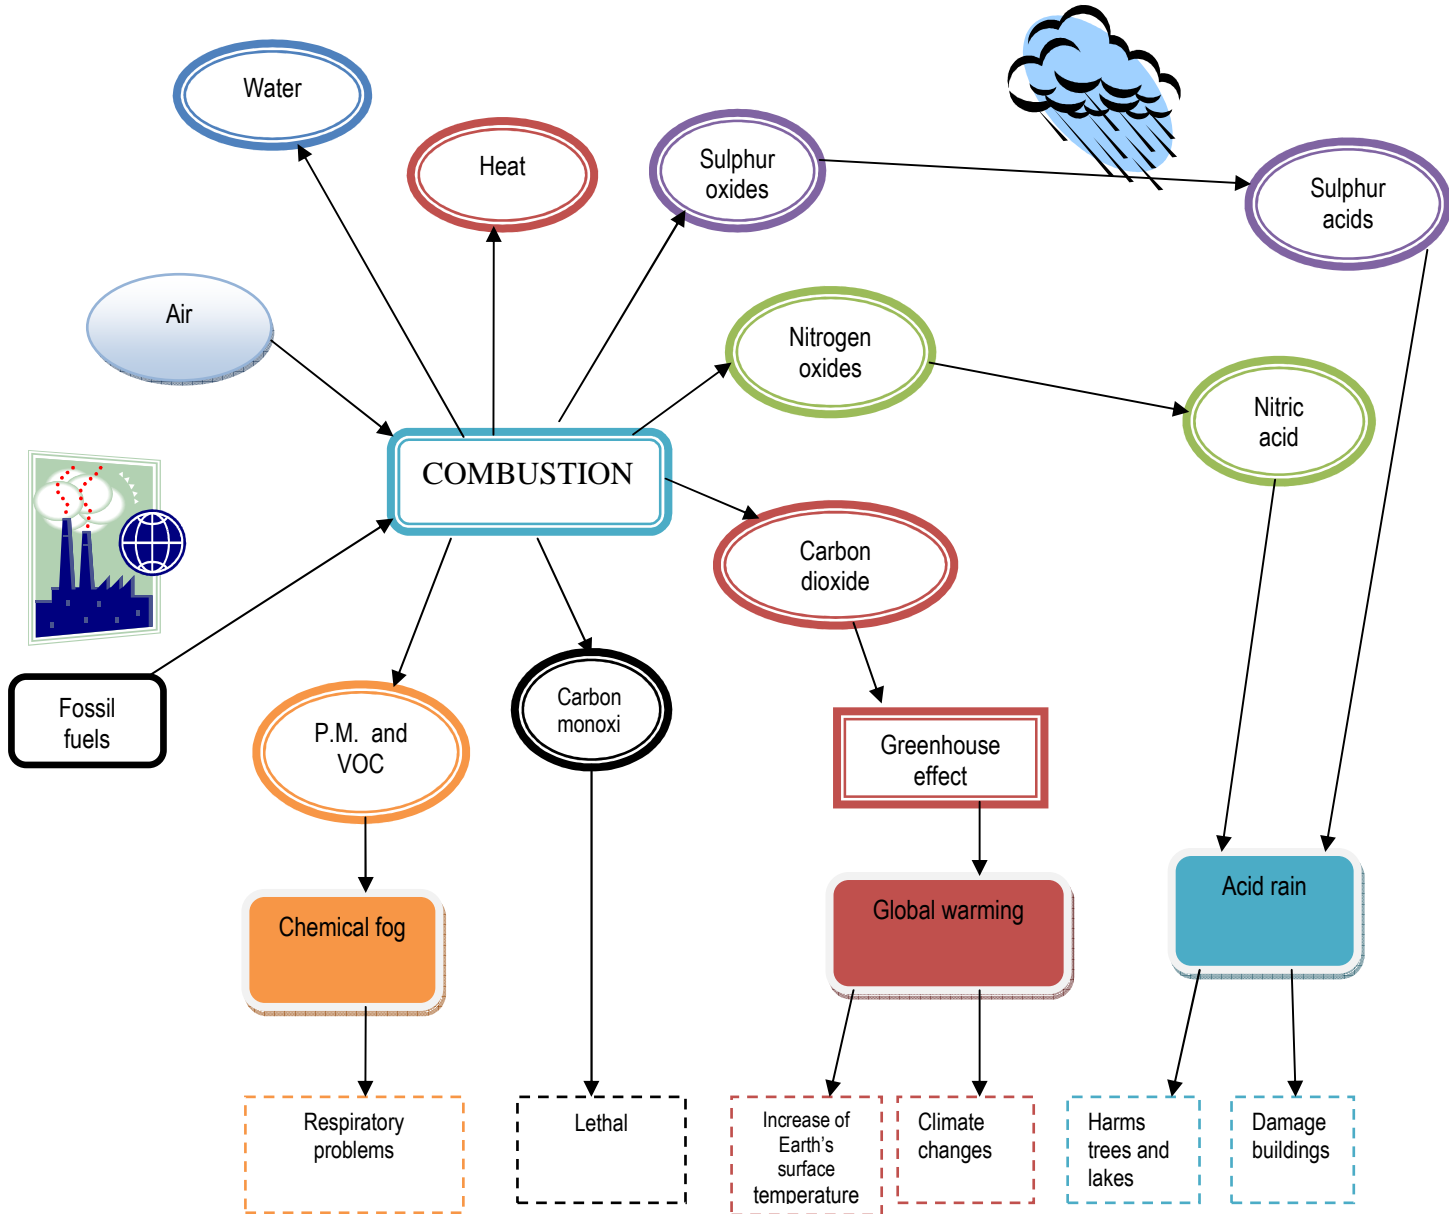 Water
Heat
Sulphur
oxides
Sulphur
acids
Air
Nitrogen
oxides
Nitric
acid
COMBUSTION
Carbon
dioxide
Fossil
fuels
P.M. and
VOC
Carbon
monoxi
Greenhouse
effect
Chemical fog
Global warming
Acid rain
Respiratory
problems
Lethal
Increase of
Earth's
surface
temperature
Climate
changes
Harms
trees and
lakes
Damage
buildings